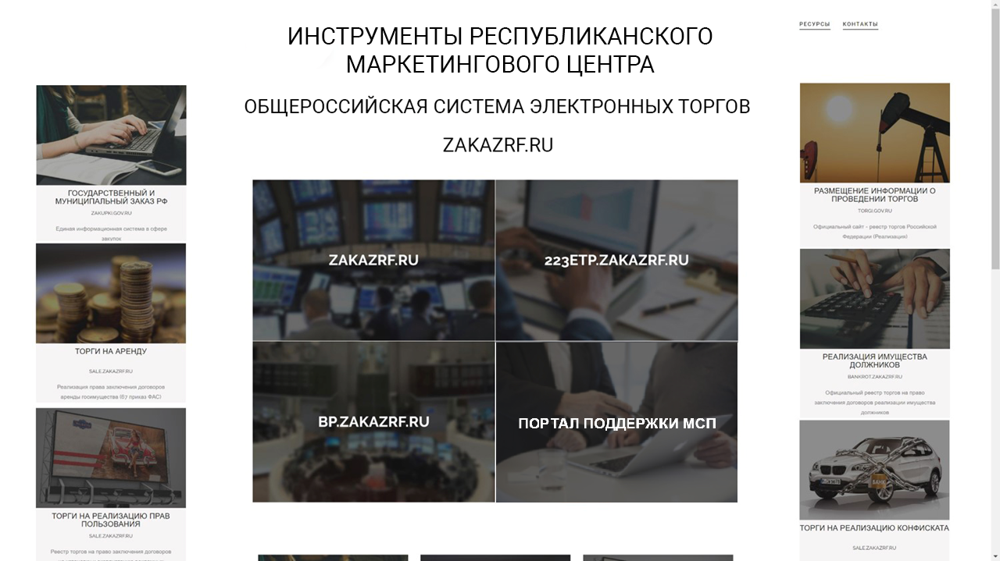 РЕСУРСЫ КОНТАКТЫ
ИНСТРУМЕНТЫ РЕСПУБЛИКАНСКОГО
МАРКЕТИНГОВОГО ЦЕНТРА
ОБЩЕРОССИЙСКАЯ СИСТЕМА ЭЛЕКТРОННЫХ ТОРГОВ
ZAKAZRF.RU
ГОСУДАРСТВЕННЫЙ И
МУНИЦИПАЛЬНЫЙ ЗАКАЗ РФ
ZAKUPKI.GOV.RU
Единая информационная система в сфере
закупок
ТОРГИ НА АРЕНДУ
SALE.ZAKAZRF.RU
Реализация права заключения договоров
аренды госимущества (67 приказ ФАС)
ТОРГИ НА РЕАЛИЗАЦИЮ ПРАВ
ПОЛЬЗОВАНИЯ
SALE.ZAKAZRF.RU
Реестр торгов на право заключения договоров
ZAKAZRF.RU
223ETP.ZAKAZRF.RU
BP.ZAKAZRF.RU
ПОРТАЛ ПОДДЕРЖКИ МСП
РАЗМЕЩЕНИЕ ИНФОРМАЦИИ О
ПРОВЕДЕНИИ ТОРГОВ
TORGI.GOV.RU
Официальный сайт - реестр торгов Российской
Федерации (Реализация)
РЕАЛИЗАЦИЯ ИМУЩЕСТВА
ДОЛЖНИКОВ
BANKROT.ZAKAZRF.RU
Официальный реестр торгов на право
заключения договоров реализации имущества
должников
БАНК
ТОРГИ НА РЕАЛИЗАЦИЮ КОНФИСКАТА
SALE.ZAKAZRF.RU